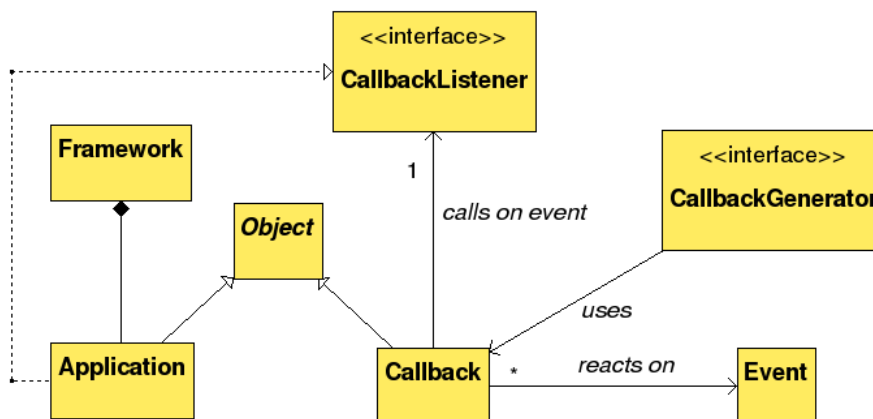 <<interface>>
CallbackListener
Framework
<<interface>>
CallbackGenerator
1
calls on event
Object
uses
Application
Callback
*
reacts on
Event